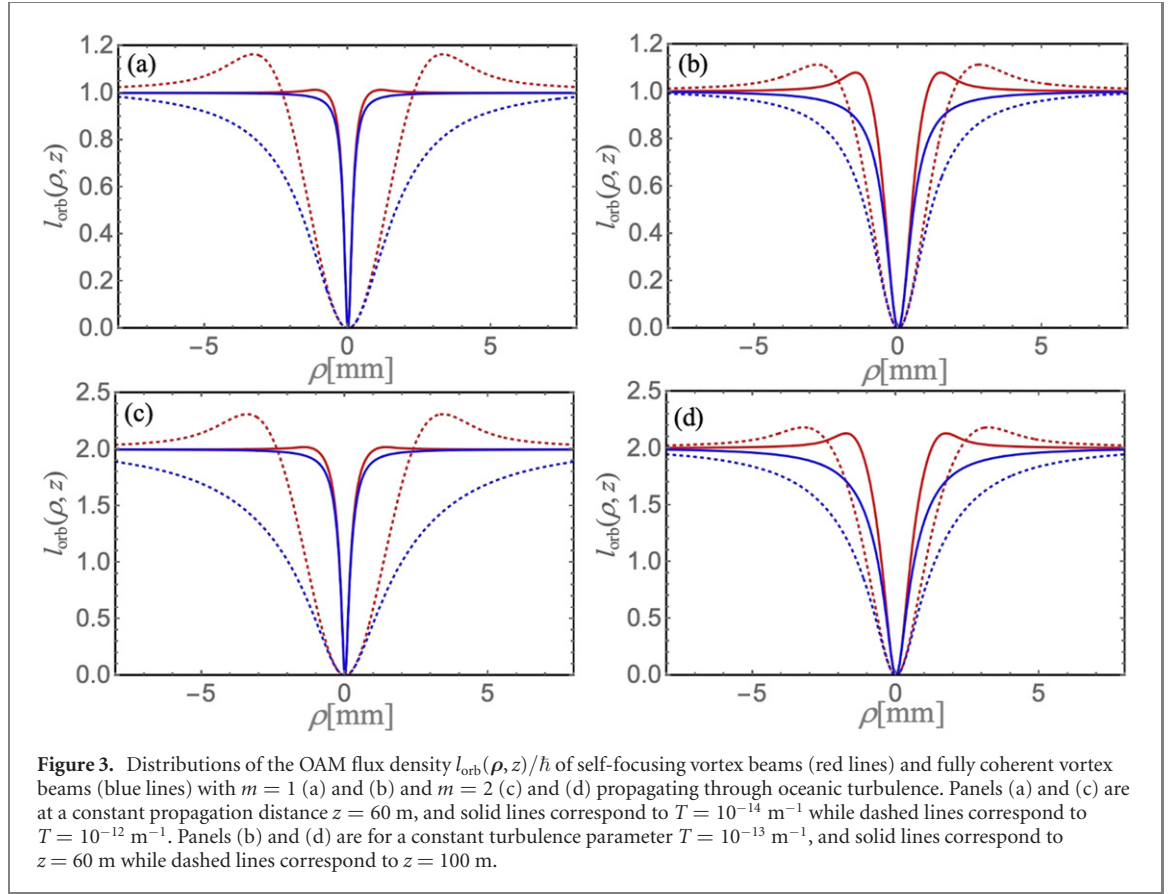 (a)
1.2
1.0
0.8
0.6
0.4
0.2
0.0
l_orb(ρ, z)
−5 0 5
ρ[mm]
(b)
1.2
1.0
0.8
0.6
0.4
0.2
0.0
l_orb(ρ, z)
−5 0 5
ρ[mm]
(c)
2.5
2.0
1.5
1.0
0.5
0.0
l_orb(ρ, z)
−5 0 5
ρ[mm]
(d)
2.5
2.0
1.5
1.0
0.5
0.0
l_orb(ρ, z)
−5 0 5
ρ[mm]
Figure 3. Distributions of the OAM flux density l_orb(ρ, z)/ħ of self-focusing vortex beams (red lines) and fully coherent vortex
beams (blue lines) with m = 1 (a) and (b) and m = 2 (c) and (d) propagating through oceanic turbulence. Panels (a) and (c) are
at a constant propagation distance z = 60 m, and solid lines correspond to T = 10⁻¹⁴ m⁻¹ while dashed lines correspond to
T = 10⁻¹² m⁻¹. Panels (b) and (d) are for a constant turbulence parameter T = 10⁻¹³ m⁻¹, and solid lines correspond to
z = 60 m while dashed lines correspond to z = 100 m.